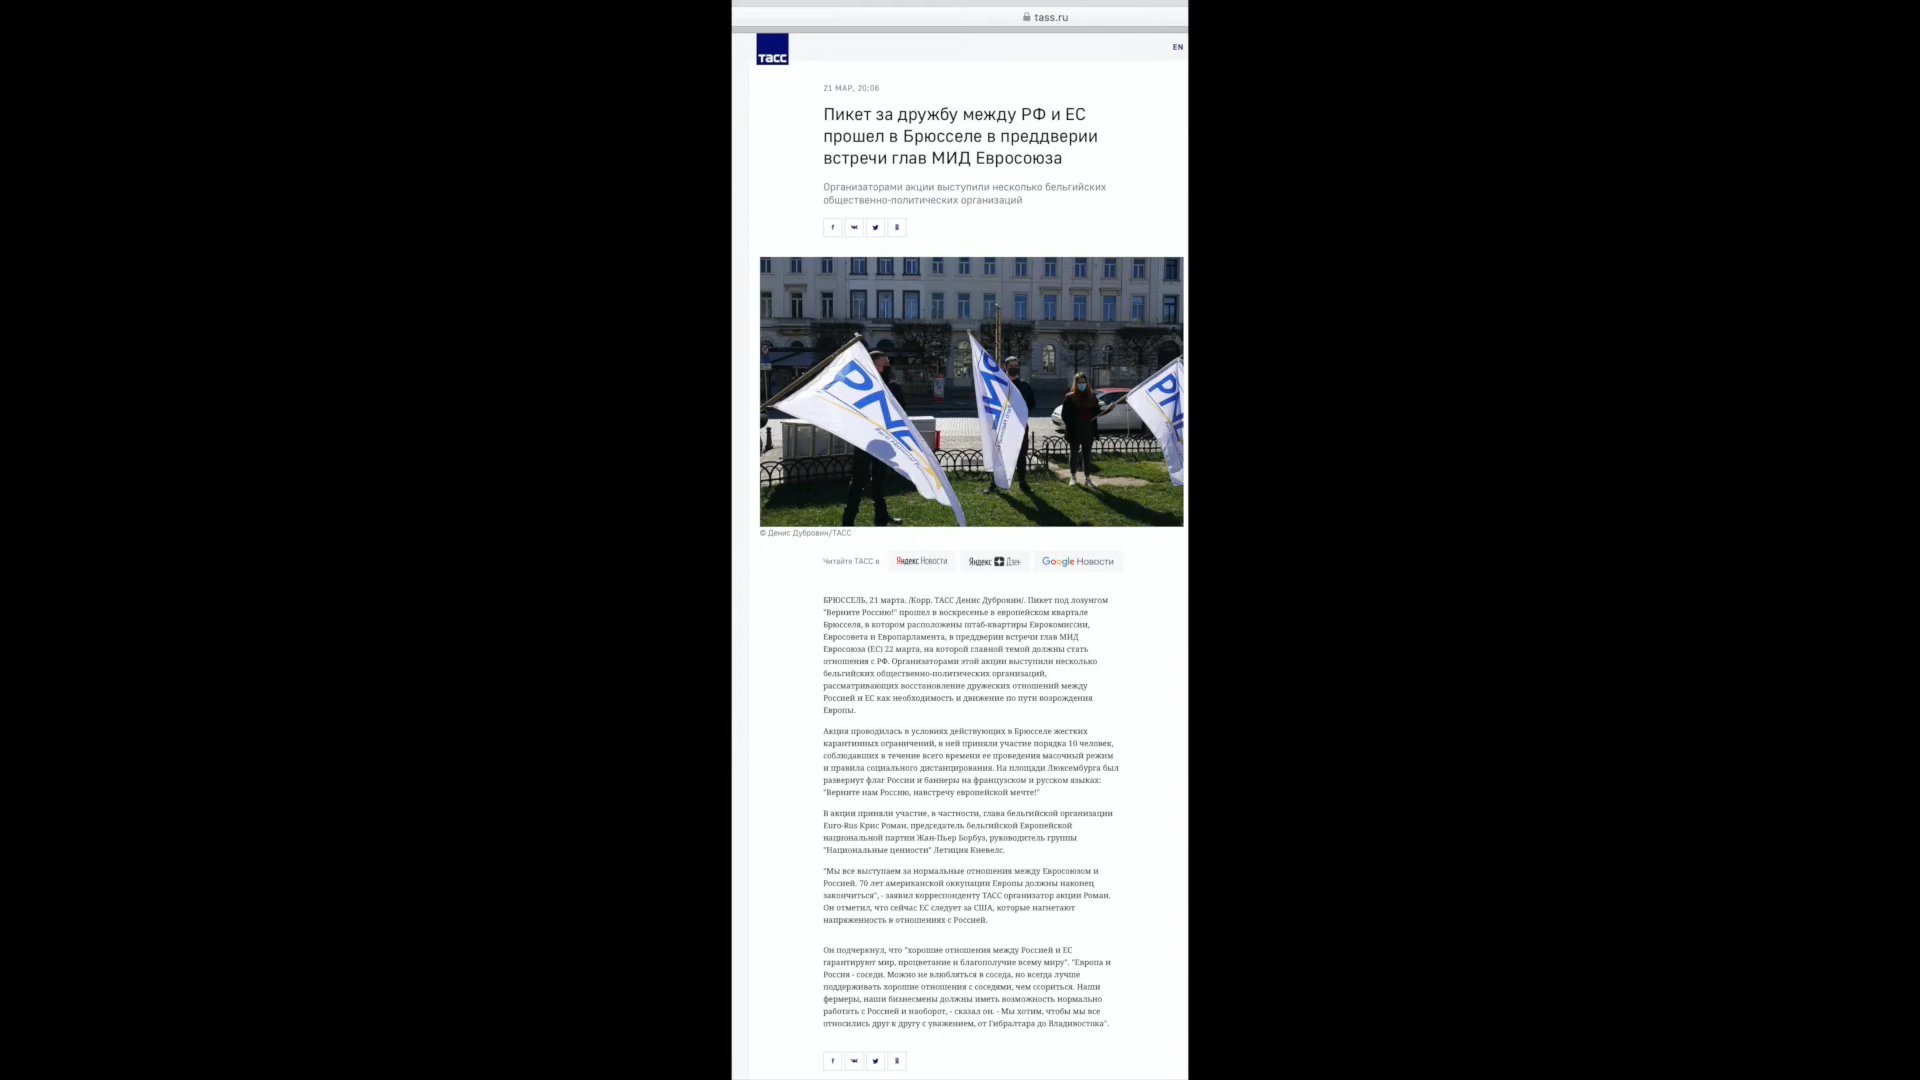 tass.ru
тасс
EN
21 МАР, 20:06
Пикет за дружбу между РФ и ЕС
прошел в Брюсселе в преддверии
встречи глав МИД Евросоюза
Организаторами акции выступили несколько бельгийских
общественно-политических организаций
PNE
PNE
PNE
© Денис Дубровин/ТАСС
Читайте ТАСС в
Яндекс Новости
Яндекс Дзен
Google Новости
БРЮССЕЛЬ, 21 марта. /Корр. ТАСС Денис Дубровин/. Пикет под лозунгом
"Верните Россию!" прошел в воскресенье в европейском квартале
Брюсселя, в котором расположены штаб-квартиры Еврокомиссии,
Евросовета и Европарламента, в преддверии встречи глав МИД
Евросоюза (ЕС) 22 марта, на которой главной темой должны стать
отношения с РФ. Организаторами этой акции выступили несколько
бельгийских общественно-политических организаций,
рассматривающих восстановление дружеских отношений между
Россией и ЕС как необходимость и движение по пути возрождения
Европы.
Акция проводилась в условиях действующих в Брюсселе жестких
карантинных ограничений, в ней приняли участие порядка 10 человек,
соблюдавших в течение всего времени ее проведения масочный режим
и правила социального дистанцирования. На площади Люксембурга был
развернут флаг России и баннеры на французском и русском языках:
"Верните нам Россию, навстречу европейской мечте!"
В акции приняли участие, в частности, глава бельгийской организации
Euro-Rus Крис Роман, председатель бельгийской Европейской
национальной партии Жан-Пьер Борбуэ, руководитель группы
"Национальные ценности" Летиция Кневелс.
"Мы все выступаем за нормальные отношения между Евросоюзом и
Россией. 70 лет американской оккупации Европы должны наконец
закончиться", - заявил корреспонденту ТАСС организатор акции Роман.
Он отметил, что сейчас ЕС следует за США, которые нагнетают
напряженность в отношениях с Россией.
Он подчеркнул, что "хорошие отношения между Россией и ЕС
гарантируют мир, процветание и благополучие всему миру". "Европа и
Россия - соседи. Можно не влюбляться в соседа, но всегда лучше
поддерживать хорошие отношения с соседями, чем ссориться. Наши
фермеры, наши бизнесмены должны иметь возможность нормально
работать с Россией и наоборот, - сказал он. - Мы хотим, чтобы мы все
относились друг к другу с уважением, от Гибралтара до Владивостока".